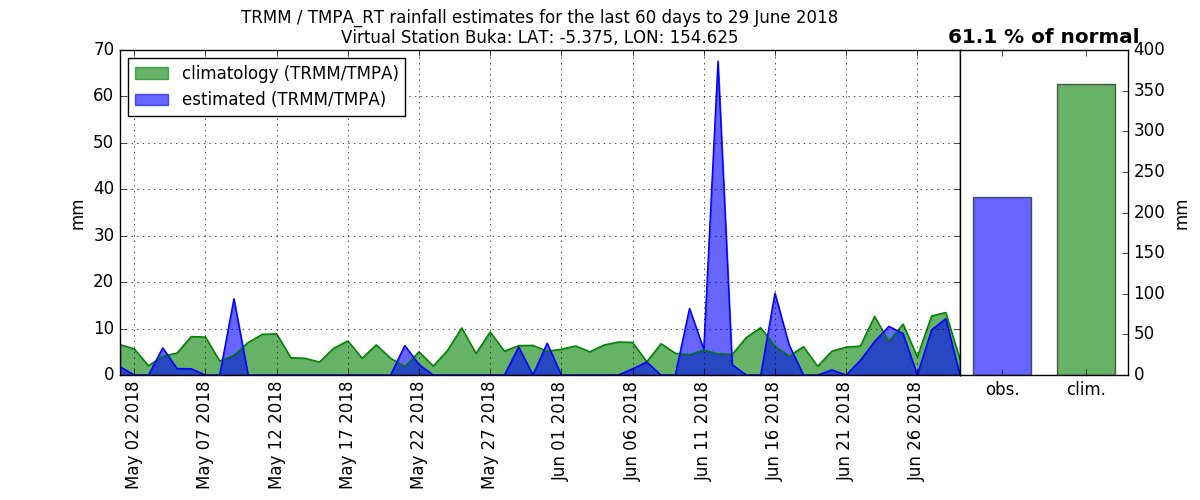 TRMM / TMPA_RT rainfall estimates for the last 60 days to 29 June 2018
Virtual Station Buka: LAT: -5.375, LON: 154.625
61.1 % of normal
climatology (TRMM/TMPA)
estimated (TRMM/TMPA)
70
60
50
40
30
20
10
0
mm
May 02 2018
May 07 2018
May 12 2018
May 17 2018
May 22 2018
May 27 2018
Jun 01 2018
Jun 06 2018
Jun 11 2018
Jun 16 2018
Jun 21 2018
Jun 26 2018
obs.
clim.
400
350
300
250
200
150
100
50
0
mm